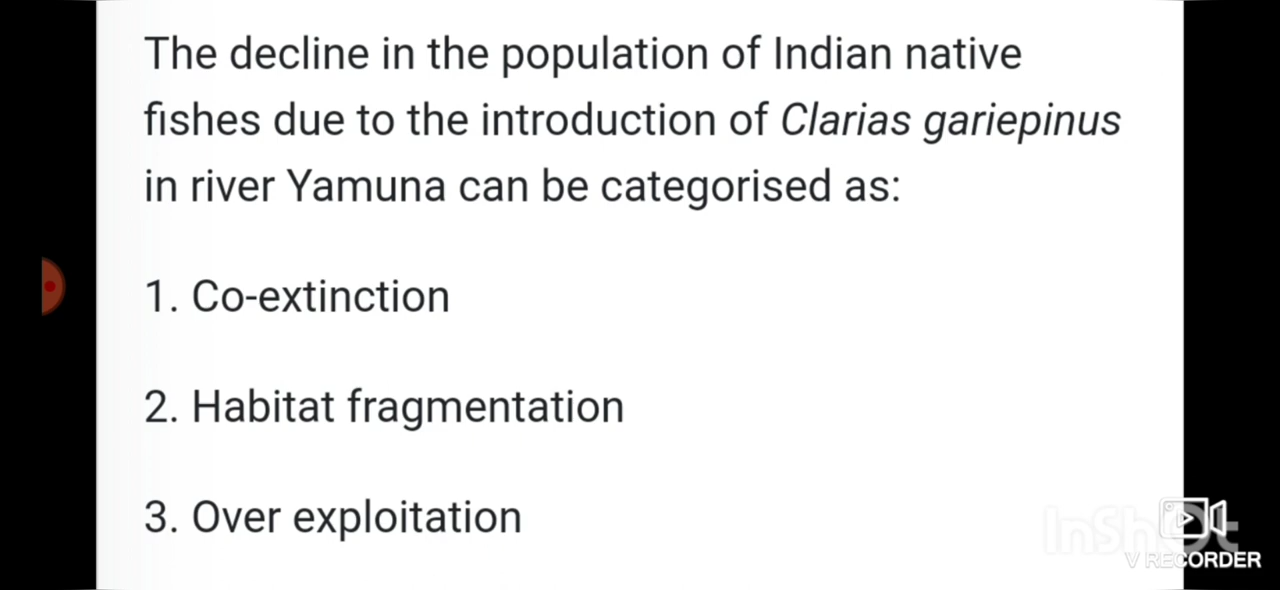 The decline in the population of Indian native
fishes due to the introduction of Clarias gariepinus
in river Yamuna can be categorised as:
1. Co-extinction
2. Habitat fragmentation
3. Over exploitation
InShOt
V RECORDER